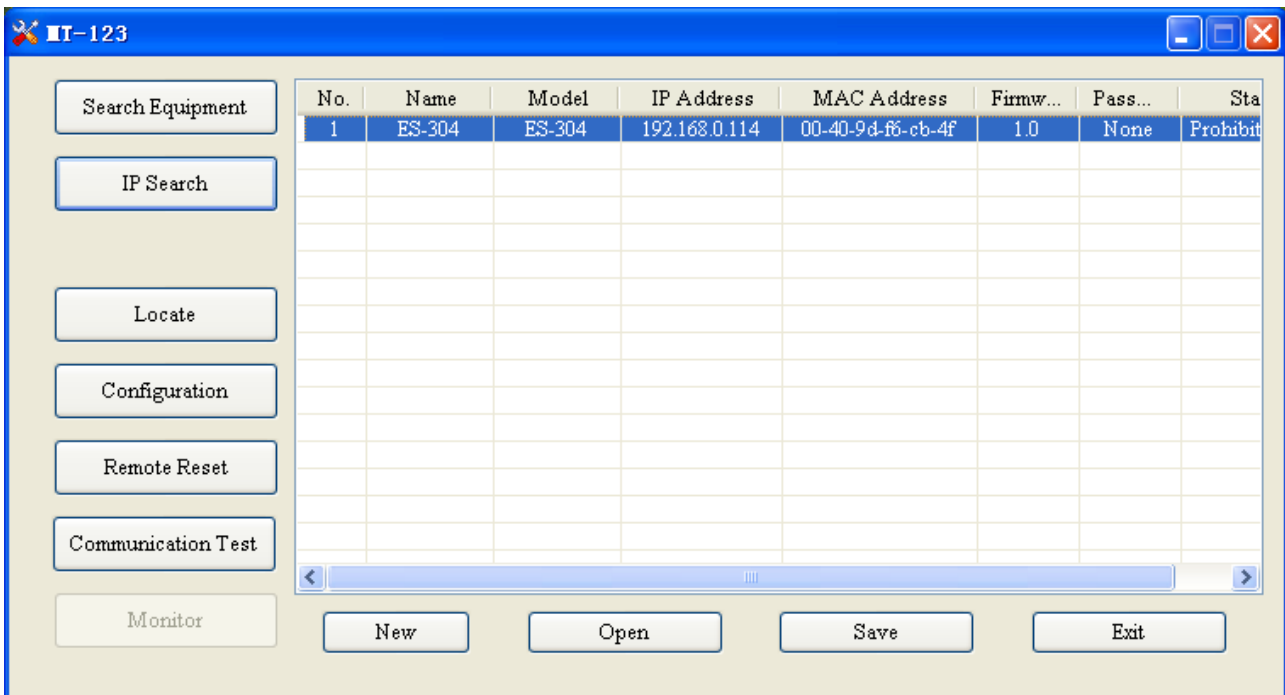 MT-123
Search Equipment
IP Search
Locate
Configuration
Remote Reset
Communication Test
Monitor
No. Name Model IP Address MAC Address Firmw... Pass... Sta
1 ES-304 ES-304 192.168.0.114 00-40-9d-f6-cb-4f 1.0 None Prohibit
New Open Save Exit